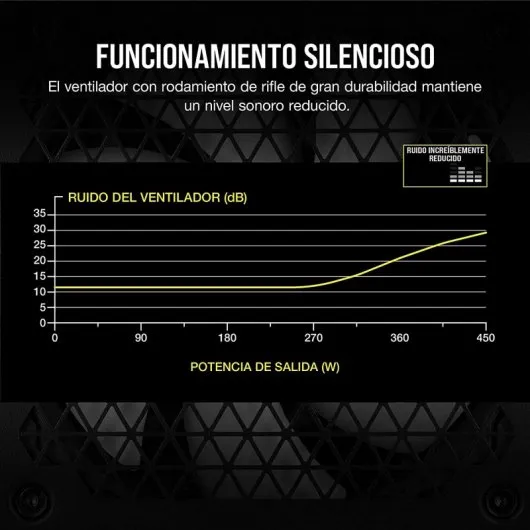 FUNCIONAMIENTO SILENCIOSO
El ventilador con rodamiento de rifle de gran durabilidad mantiene
un nivel sonoro reducido.
RUIDO INCREÍBLEMENTE
REDUCIDO
RUIDO DEL VENTILADOR (dB)
35
30
25
20
15
10
5
0
0 90 180 270 360 450
POTENCIA DE SALIDA (W)